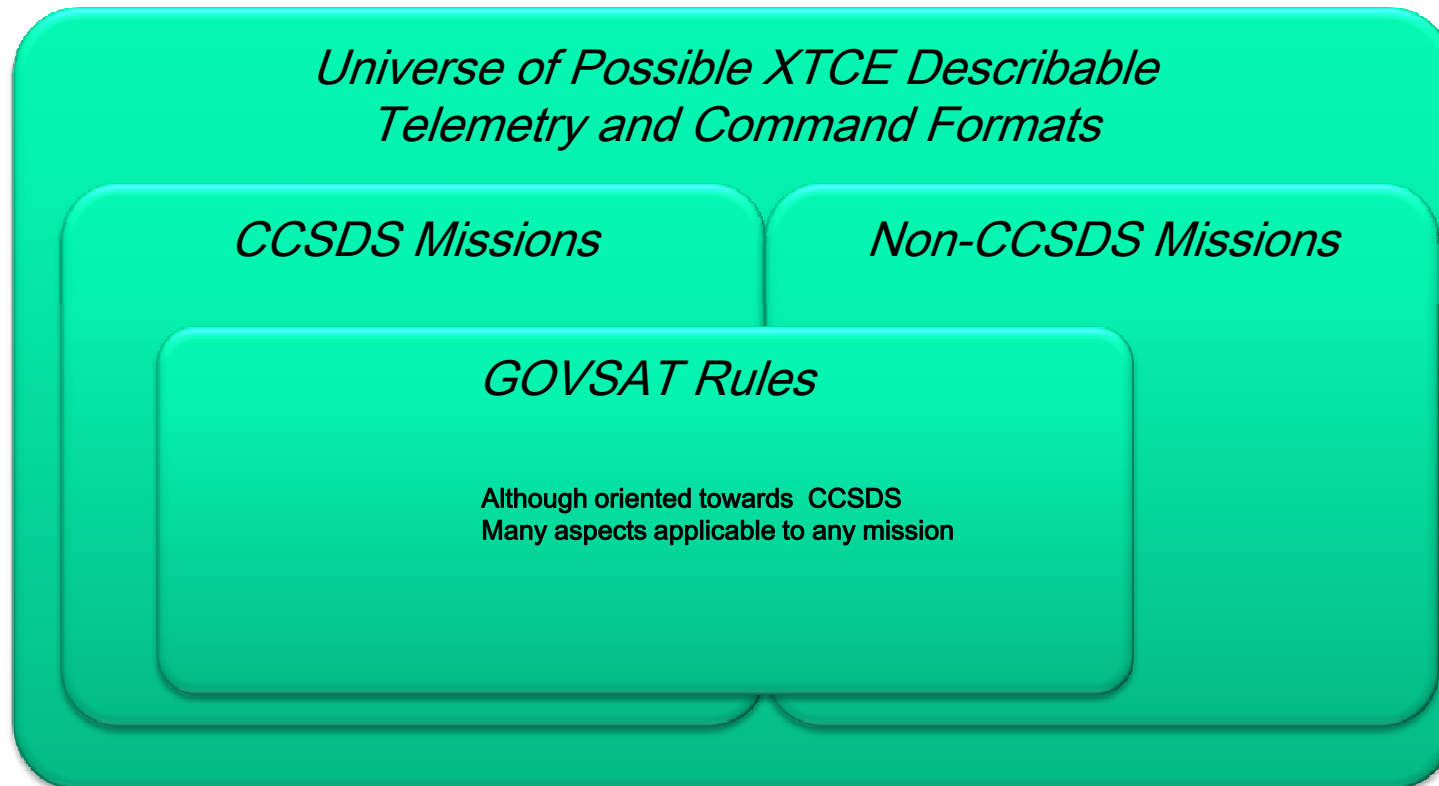 Universe of Possible XTCE Describable
Telemetry and Command Formats
CCSDS Missions
Non-CCSDS Missions
GOVSAT Rules
Although oriented towards  CCSDS
Many aspects applicable to any mission